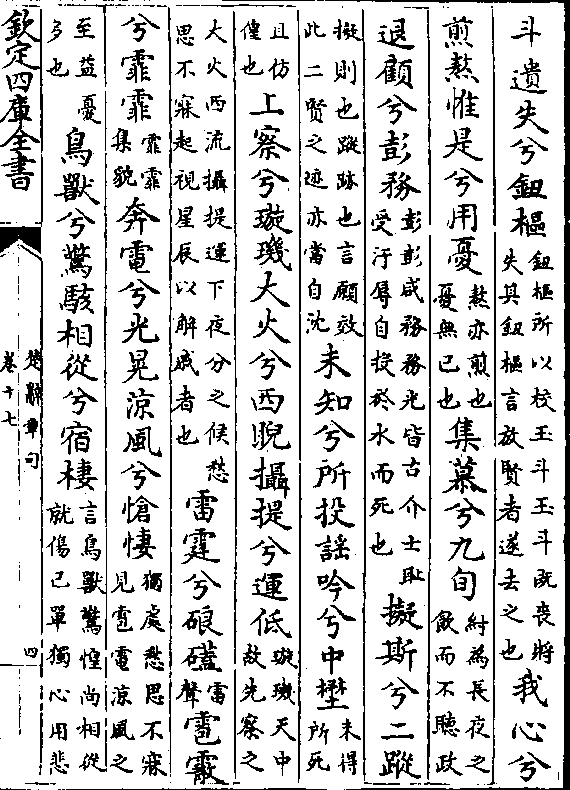 斗遺失兮鈕樞鈕樞所以校玉斗玉斗既喪將失其鈕樞言放賢者遂去之也我心兮
煎熬惟是兮用憂熬亦煎也憂無已也集慕兮九旬紂為長夜之飲而不聽政
退顧兮彭務彭彭咸務務光皆古介士恥受汙辱自投於水而死也擬斯兮二蹤
擬則也蹤跡也言顧效此二賢之迹亦當自沈未知兮所投謠吟兮中壄未得所死
且仿偟也上察兮璇璣大火兮西睨攝提兮運低璇璣天中故先察之
大火西流攝提運下夜分之候愁思不寐起視星辰以解戚者也雷霆兮硠礚雷聲雹霰
兮霏霏霏霏集貌奔電兮光晃涼風兮愴悽獨處愁思不寐見雹電涼風之
至益憂多也鳥獸兮驚駭相從兮宿棲言鳥獸驚惶尚相從就傷己單獨心用悲
欽定四庫全書
楚辭章句
卷十七
四